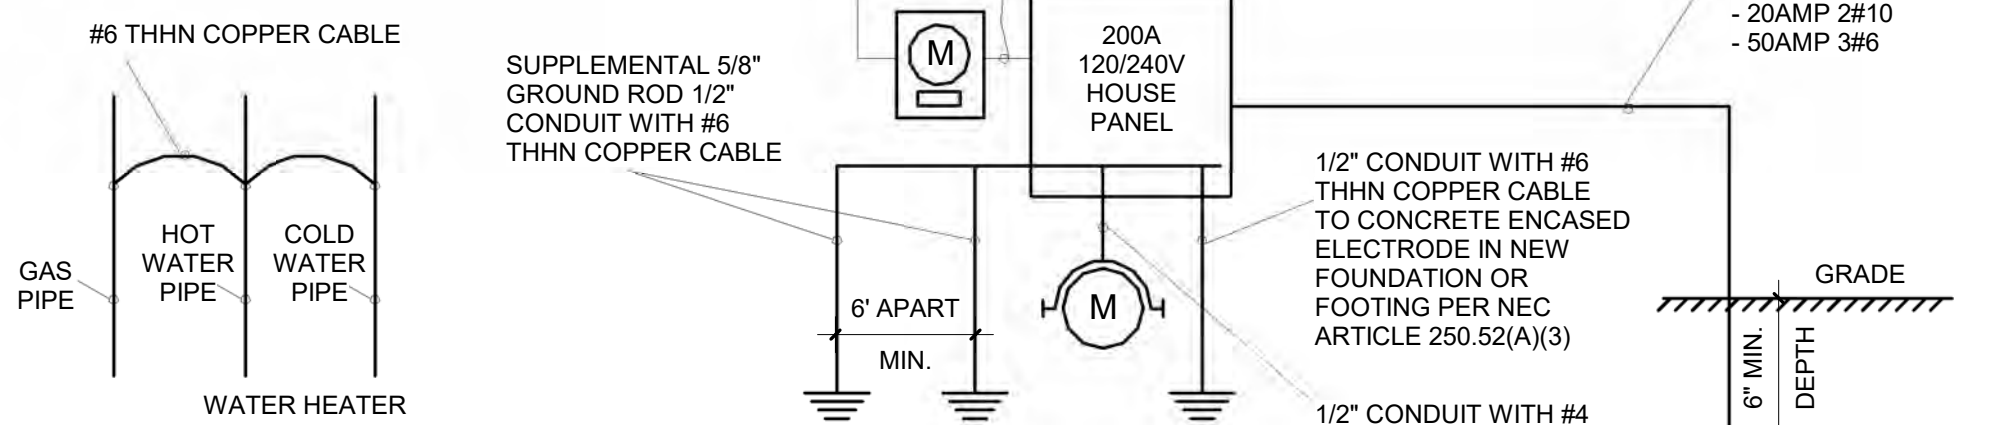 #6 THHN COPPER CABLE
GAS
PIPE
HOT
WATER
PIPE
COLD
WATER
PIPE
WATER HEATER
SUPPLEMENTAL 5/8"
GROUND ROD 1/2"
CONDUIT WITH #6
THHN COPPER CABLE
M
200A
120/240V
HOUSE
PANEL
6' APART
MIN.
M
1/2" CONDUIT WITH #6
THHN COPPER CABLE
TO CONCRETE ENCASED
ELECTRODE IN NEW
FOUNDATION OR
FOOTING PER NEC
ARTICLE 250.52(A)(3)
1/2" CONDUIT WITH #4
- 20AMP 2#10
- 50AMP 3#6
GRADE
6" MIN.
DEPTH